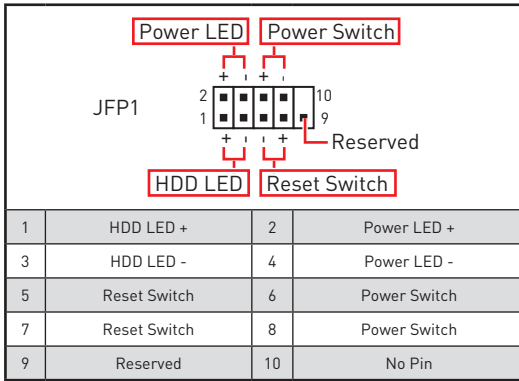 Power LED Power Switch
+ - + -
JFP1
2 10
1 9
+ - - +
Reserved
HDD LED Reset Switch
1 HDD LED + 2 Power LED +
3 HDD LED - 4 Power LED -
5 Reset Switch 6 Power Switch
7 Reset Switch 8 Power Switch
9 Reserved 10 No Pin